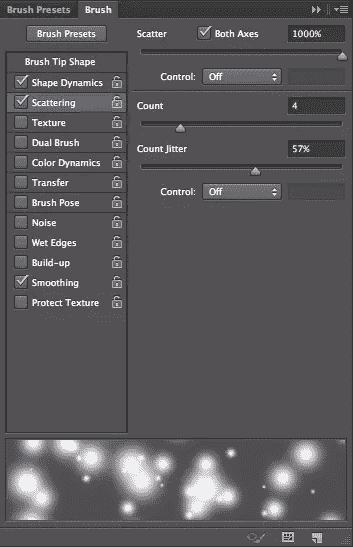 Brush Presets Brush
Brush Presets
Scatter Both Axes 1000%
Control: Off
Count 4
Count Jitter 57%
Control: Off
Brush Tip Shape
Shape Dynamics
Scattering
Texture
Dual Brush
Color Dynamics
Transfer
Brush Pose
Noise
Wet Edges
Build-up
Smoothing
Protect Texture